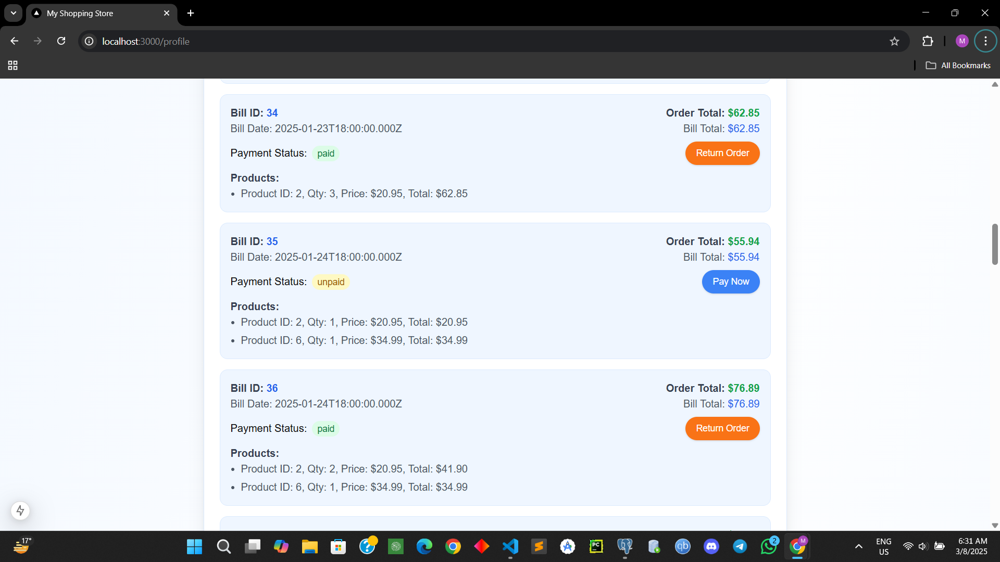 My Shopping Store
localhost:3000/profile
M
All Bookmarks
Bill ID: 34
Order Total: $62.85
Bill Date: 2025-01-23T18:00:00.000Z
Bill Total: $62.85
Payment Status: paid
Return Order
Products:
• Product ID: 2, Qty: 3, Price: $20.95, Total: $62.85
Bill ID: 35
Order Total: $55.94
Bill Date: 2025-01-24T18:00:00.000Z
Bill Total: $55.94
Payment Status: unpaid
Pay Now
Products:
• Product ID: 2, Qty: 1, Price: $20.95, Total: $20.95
• Product ID: 6, Qty: 1, Price: $34.99, Total: $34.99
Bill ID: 36
Order Total: $76.89
Bill Date: 2025-01-24T18:00:00.000Z
Bill Total: $76.89
Payment Status: paid
Return Order
Products:
• Product ID: 2, Qty: 2, Price: $20.95, Total: $41.90
• Product ID: 6, Qty: 1, Price: $34.99, Total: $34.99
17°
PC
qb
2
M
ENG
US
6:31 AM
3/8/2025